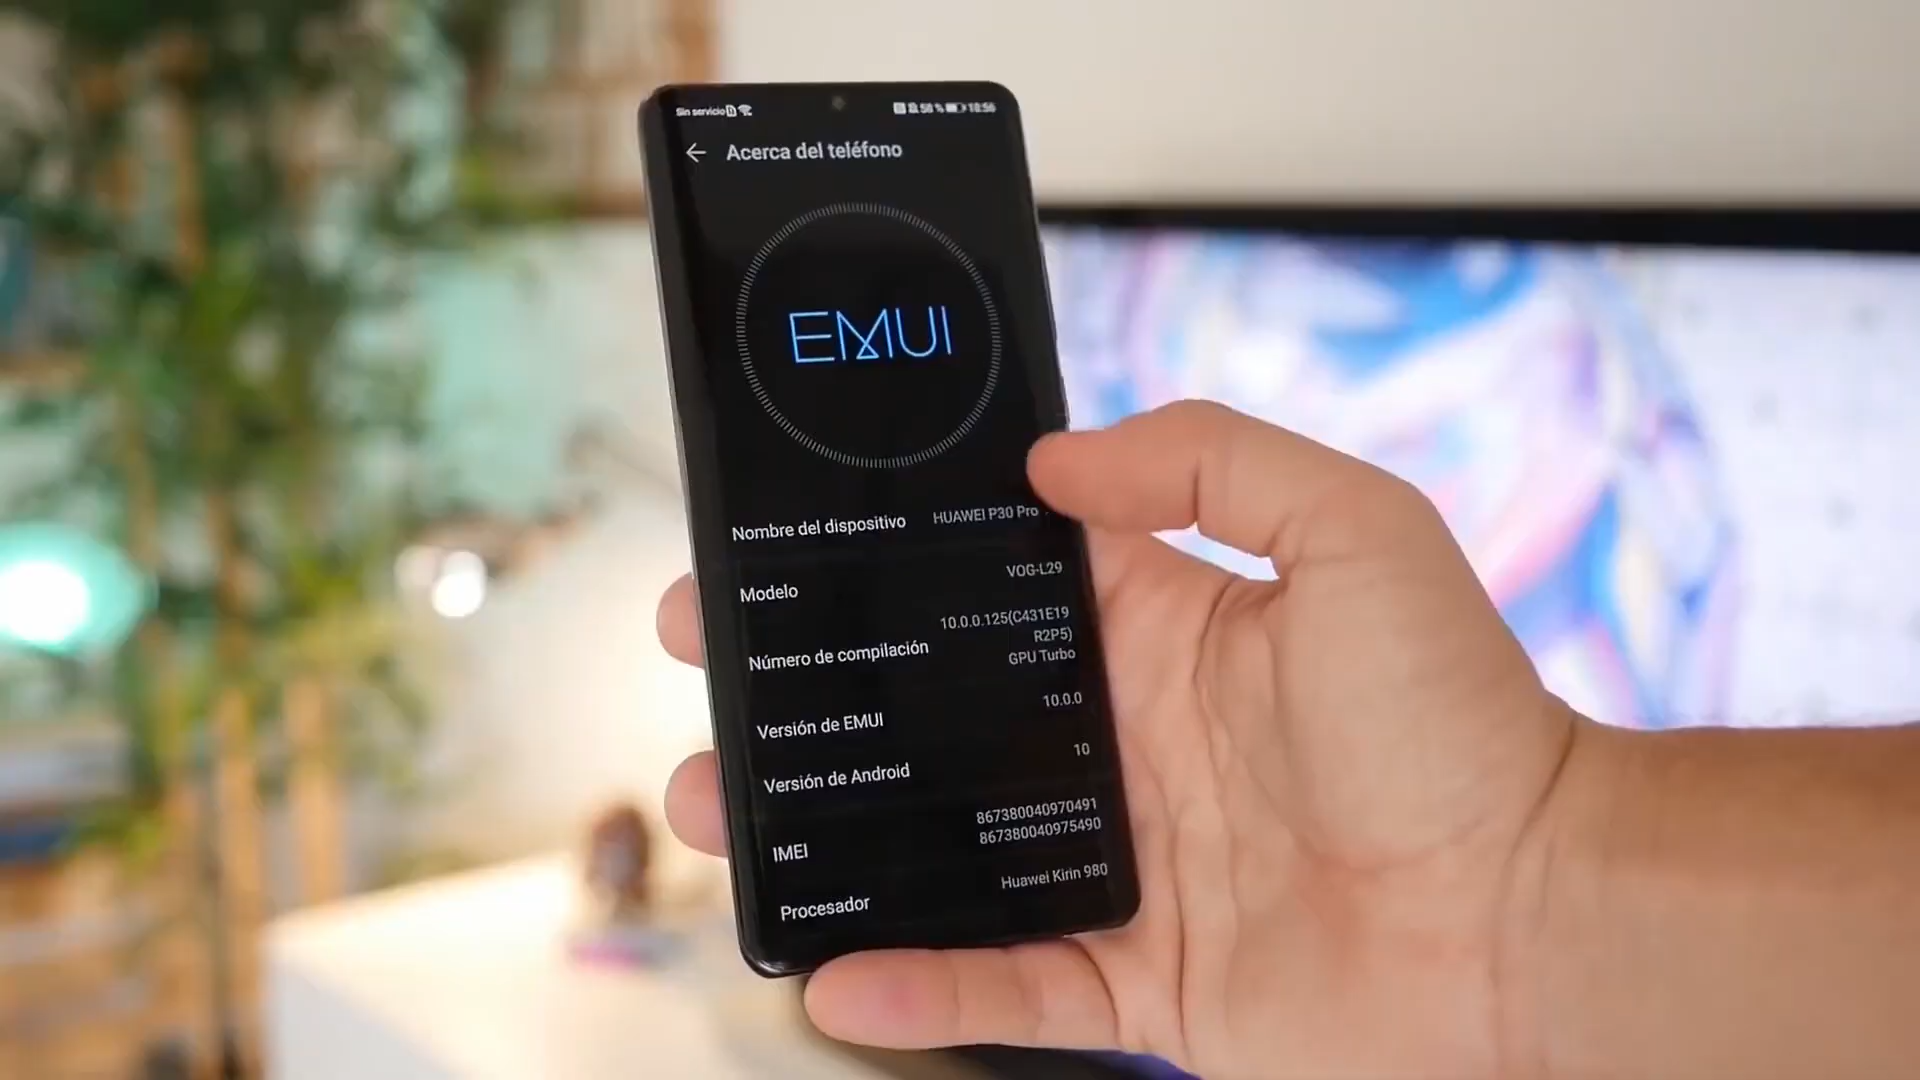 Sin servicio 58 % 18:56
Acerca del teléfono
EMUI
Nombre del dispositivo HUAWEI P30 Pro
Modelo VOG-L29
Número de compilación 10.0.0.125(C431E19
R2P5)
GPU Turbo
Versión de EMUI 10.0.0
Versión de Android 10
IMEI 867380040970491
867380040975490
Procesador Huawei Kirin 980